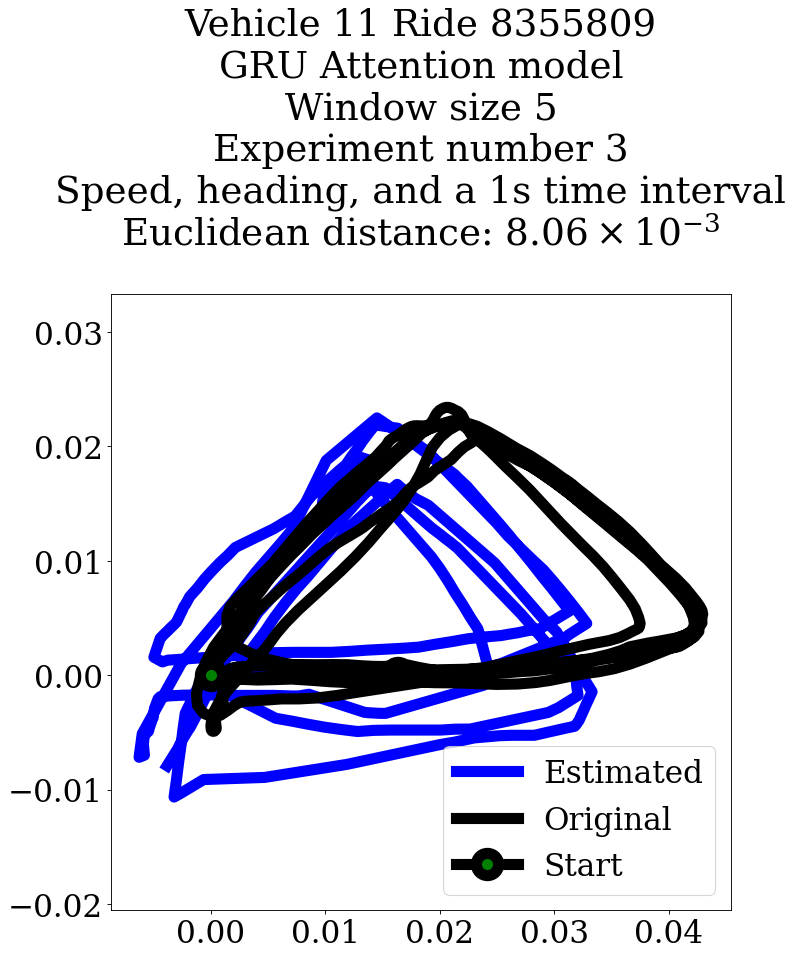 Vehicle 11 Ride 8355809
GRU Attention model
Window size 5
Experiment number 3
Speed, heading, and a 1s time interval
Euclidean distance: 8.06 × 10⁻³
0.03
0.02
0.01
0.00
−0.01
−0.02
Estimated
Original
Start
0.00 0.01 0.02 0.03 0.04